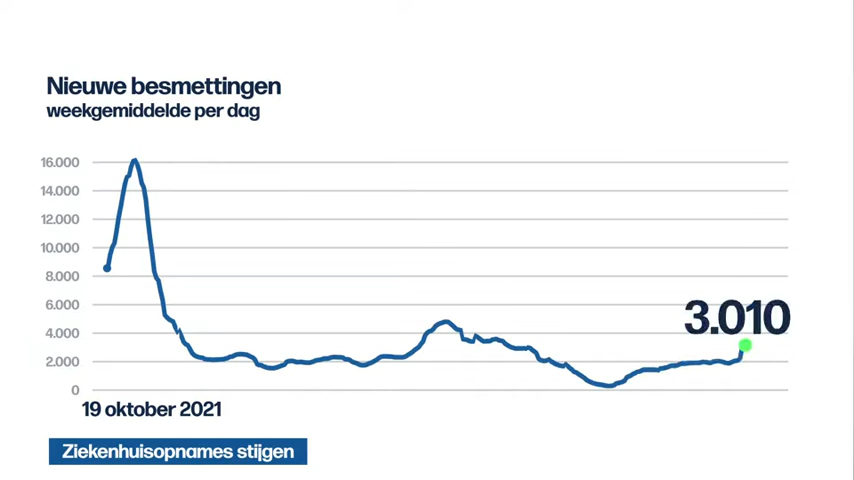 Nieuwe besmettingen
weekgemiddelde per dag
16.000
14.000
12.000
10.000
8.000
6.000
4.000
2.000
0
3.010
19 oktober 2021
Ziekenhuisopnames stijgen